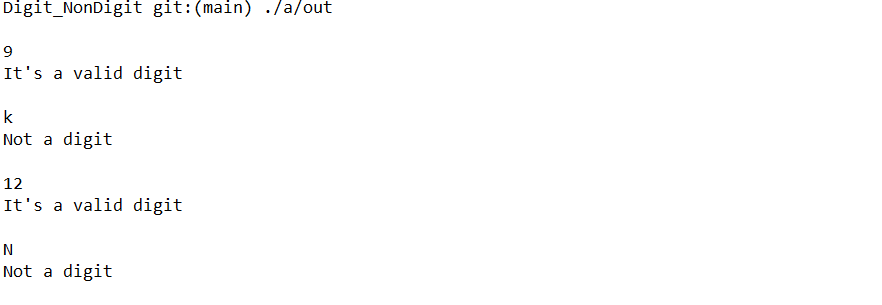 Digit_NonDigit git:(main) ./a/out
9
It's a valid digit
k
Not a digit
12
It's a valid digit
N
Not a digit